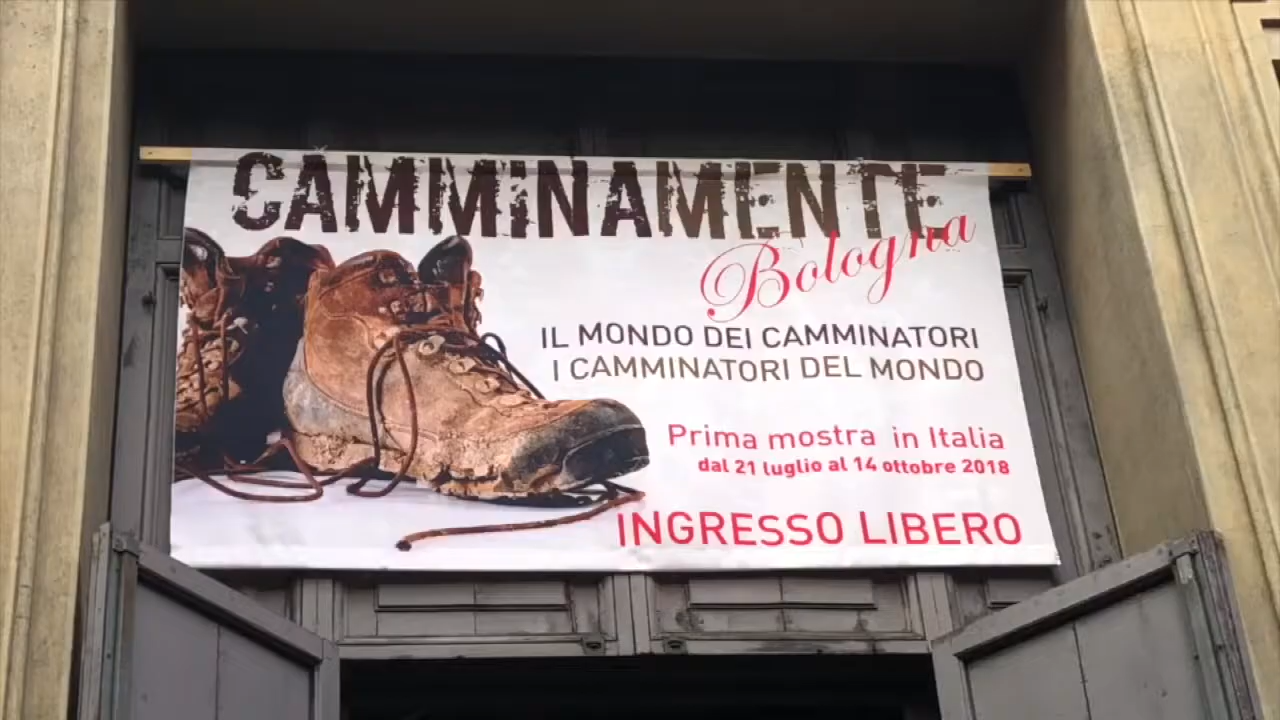 CAMMINAMENTE
Bologna
IL MONDO DEI CAMMINATORI
I CAMMINATORI DEL MONDO
Prima mostra in Italia
dal 21 luglio al 14 ottobre 2018
INGRESSO LIBERO